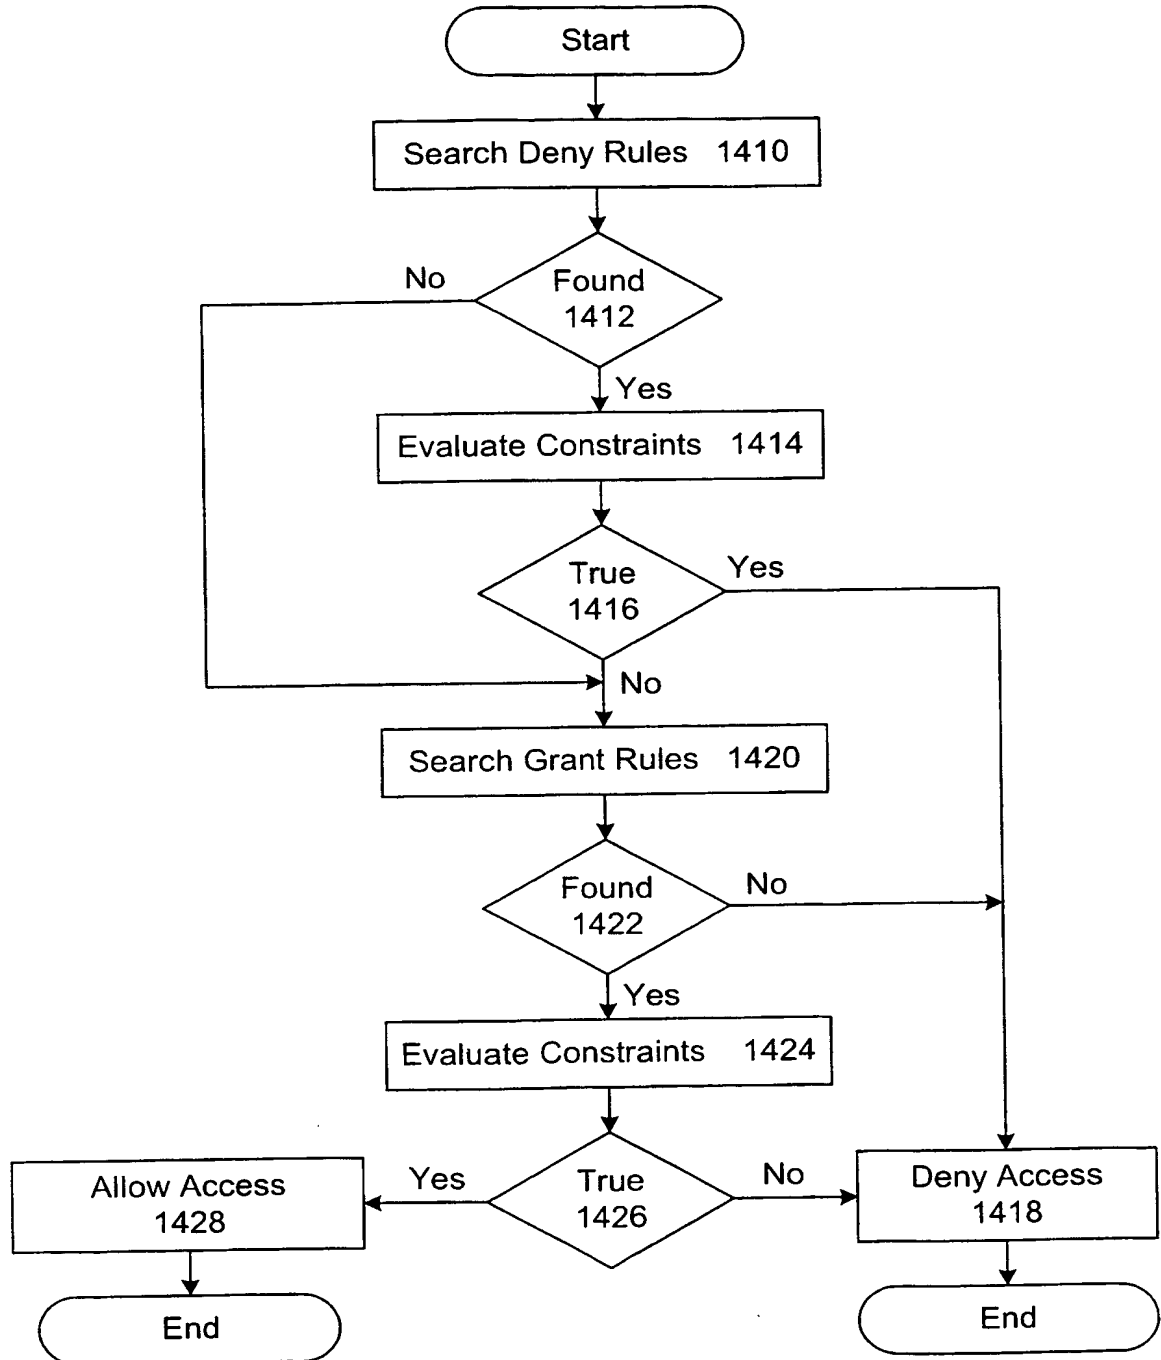 Start
Search Deny Rules 1410
No
Found
1412
Yes
Evaluate Constraints 1414
True
1416
Yes
No
Search Grant Rules 1420
Found
1422
No
Yes
Evaluate Constraints 1424
Allow Access
1428
Yes
True
1426
No
Deny Access
1418
End
End